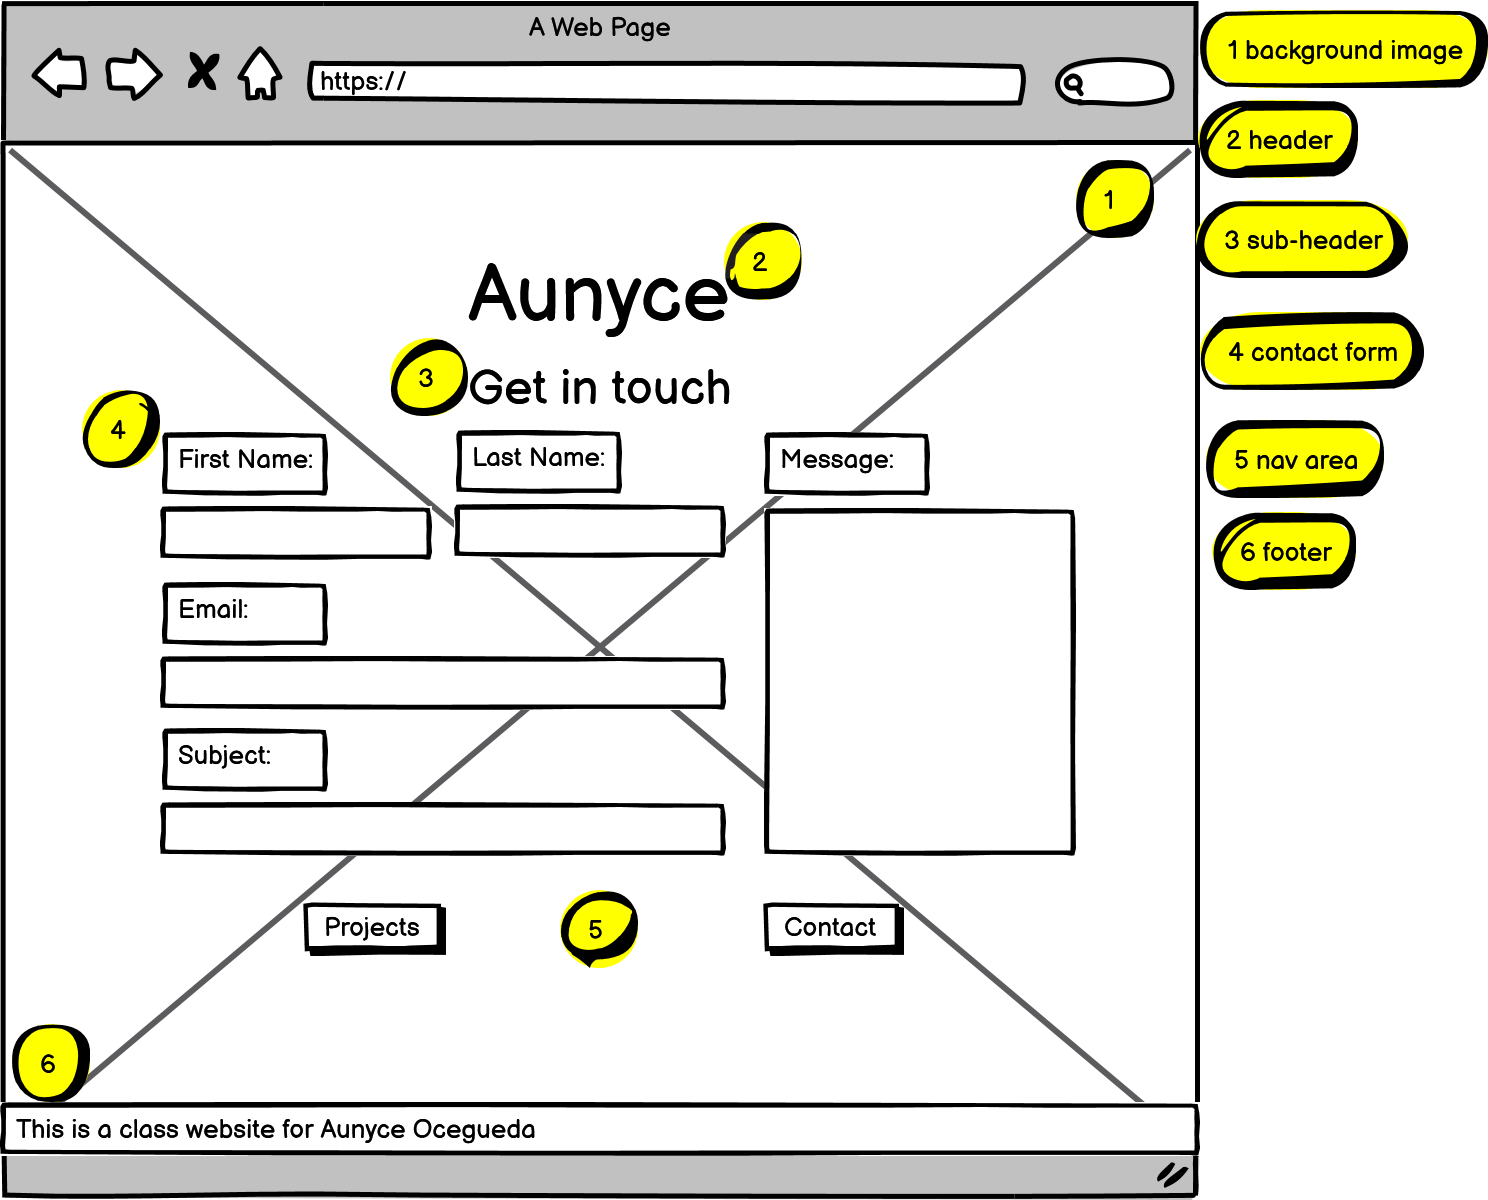 A Web Page
https://
1 background image
2 header
3 sub-header
4 contact form
5 nav area
6 footer
1
2
Aunyce
3
Get in touch
4
First Name:
Last Name:
Message:
Email:
Subject:
Projects
5
Contact
6
This is a class website for Aunyce Ocegueda